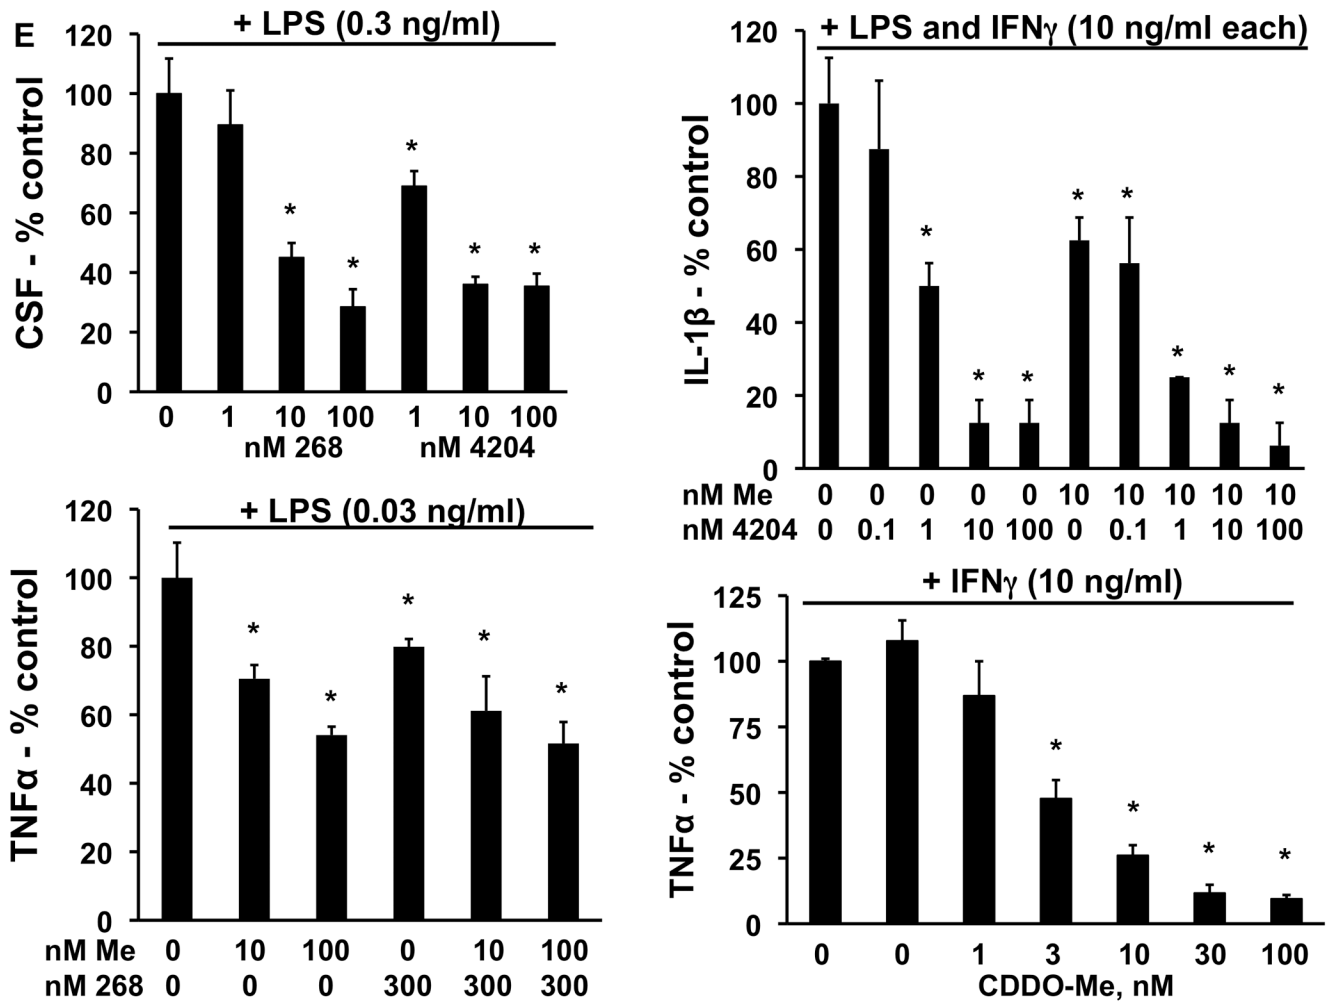 E
+ LPS (0.3 ng/ml)
CSF - % control
120
100
80
60
40
20
0
* * * * *
0 1 10 100 1 10 100
nM 268 nM 4204
+ LPS and IFNγ (10 ng/ml each)
IL-1β - % control
120
100
80
60
40
20
0
* * * * * * * *
nM Me 0 0 0 0 0 10 10 10 10 10
nM 4204 0 0.1 1 10 100 0 0.1 1 10 100
+ LPS (0.03 ng/ml)
TNFα - % control
120
100
80
60
40
20
0
* * * * *
nM Me 0 10 100 0 10 100
nM 268 0 0 0 300 300 300
+ IFNγ (10 ng/ml)
TNFα - % control
125
100
75
50
25
0
* * * *
0 0 1 3 10 30 100
CDDO-Me, nM